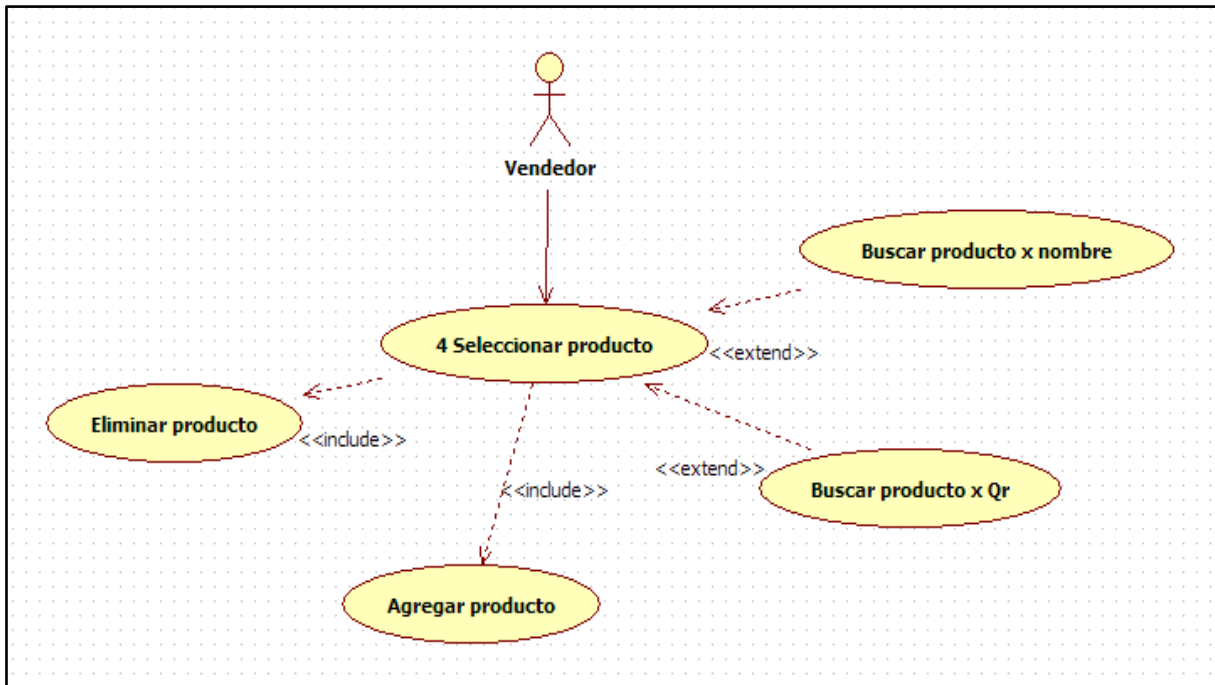 Vendedor
Buscar producto x nombre
4 Seleccionar producto
<<extend>>
Eliminar producto
<<include>>
<<extend>>
Buscar producto x Qr
<<include>>
Agregar producto